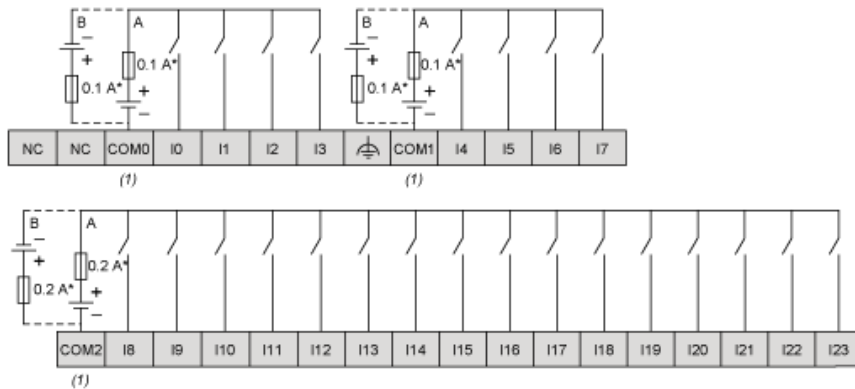 B A B A
− −
+ 0.1 A* + 0.1 A*
0.1 A* + 0.1 A* +
− −
NC NC COM0 I0 I1 I2 I3 COM1 I4 I5 I6 I7
(1) (1)
B A
−
+ 0.2 A*
0.2 A* +
−
COM2 I8 I9 I10 I11 I12 I13 I14 I15 I16 I17 I18 I19 I20 I21 I22 I23
(1)